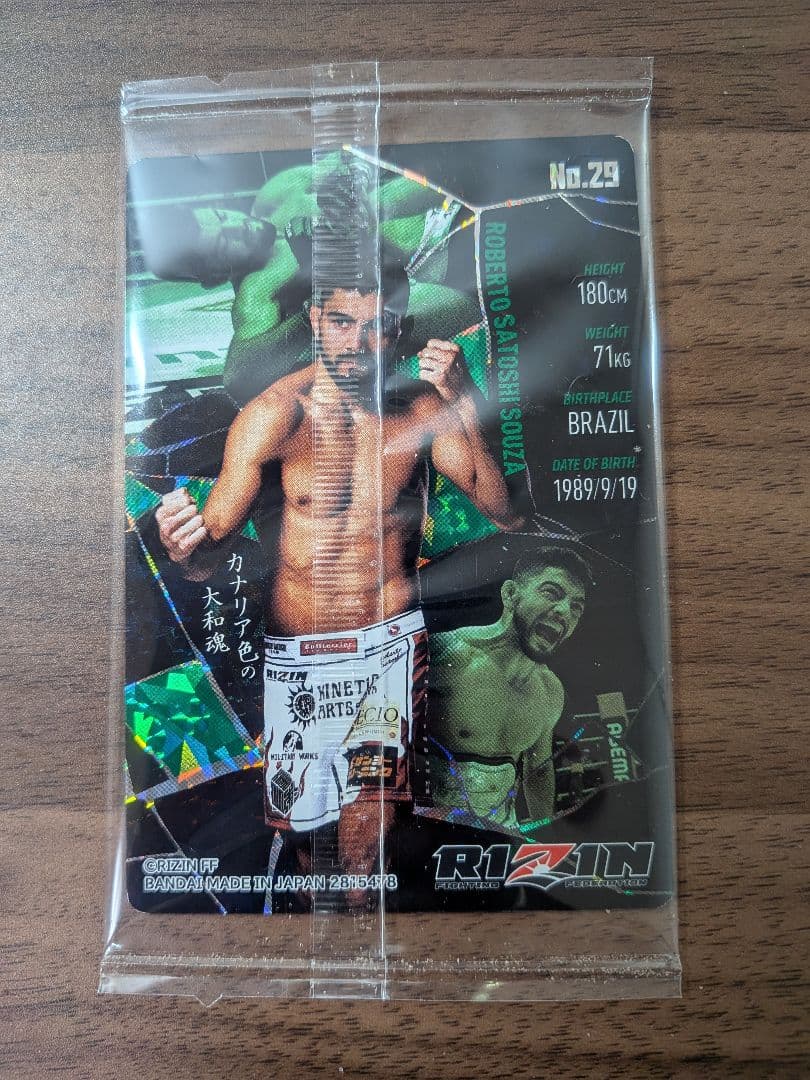 No.29
ROBERTO SATOSHI SOUZA
HEIGHT
180CM
WEIGHT
71KG
BIRTHPLACE
BRAZIL
DATE OF BIRTH
1989/9/19
カナリア色の
大和魂
RIZIN
KINETIC
ARTS
MILITARY WORKS
©RIZIN FF
BANDAI MADE IN JAPAN 2815478
RIZIN
FIGHTING FEDERATION